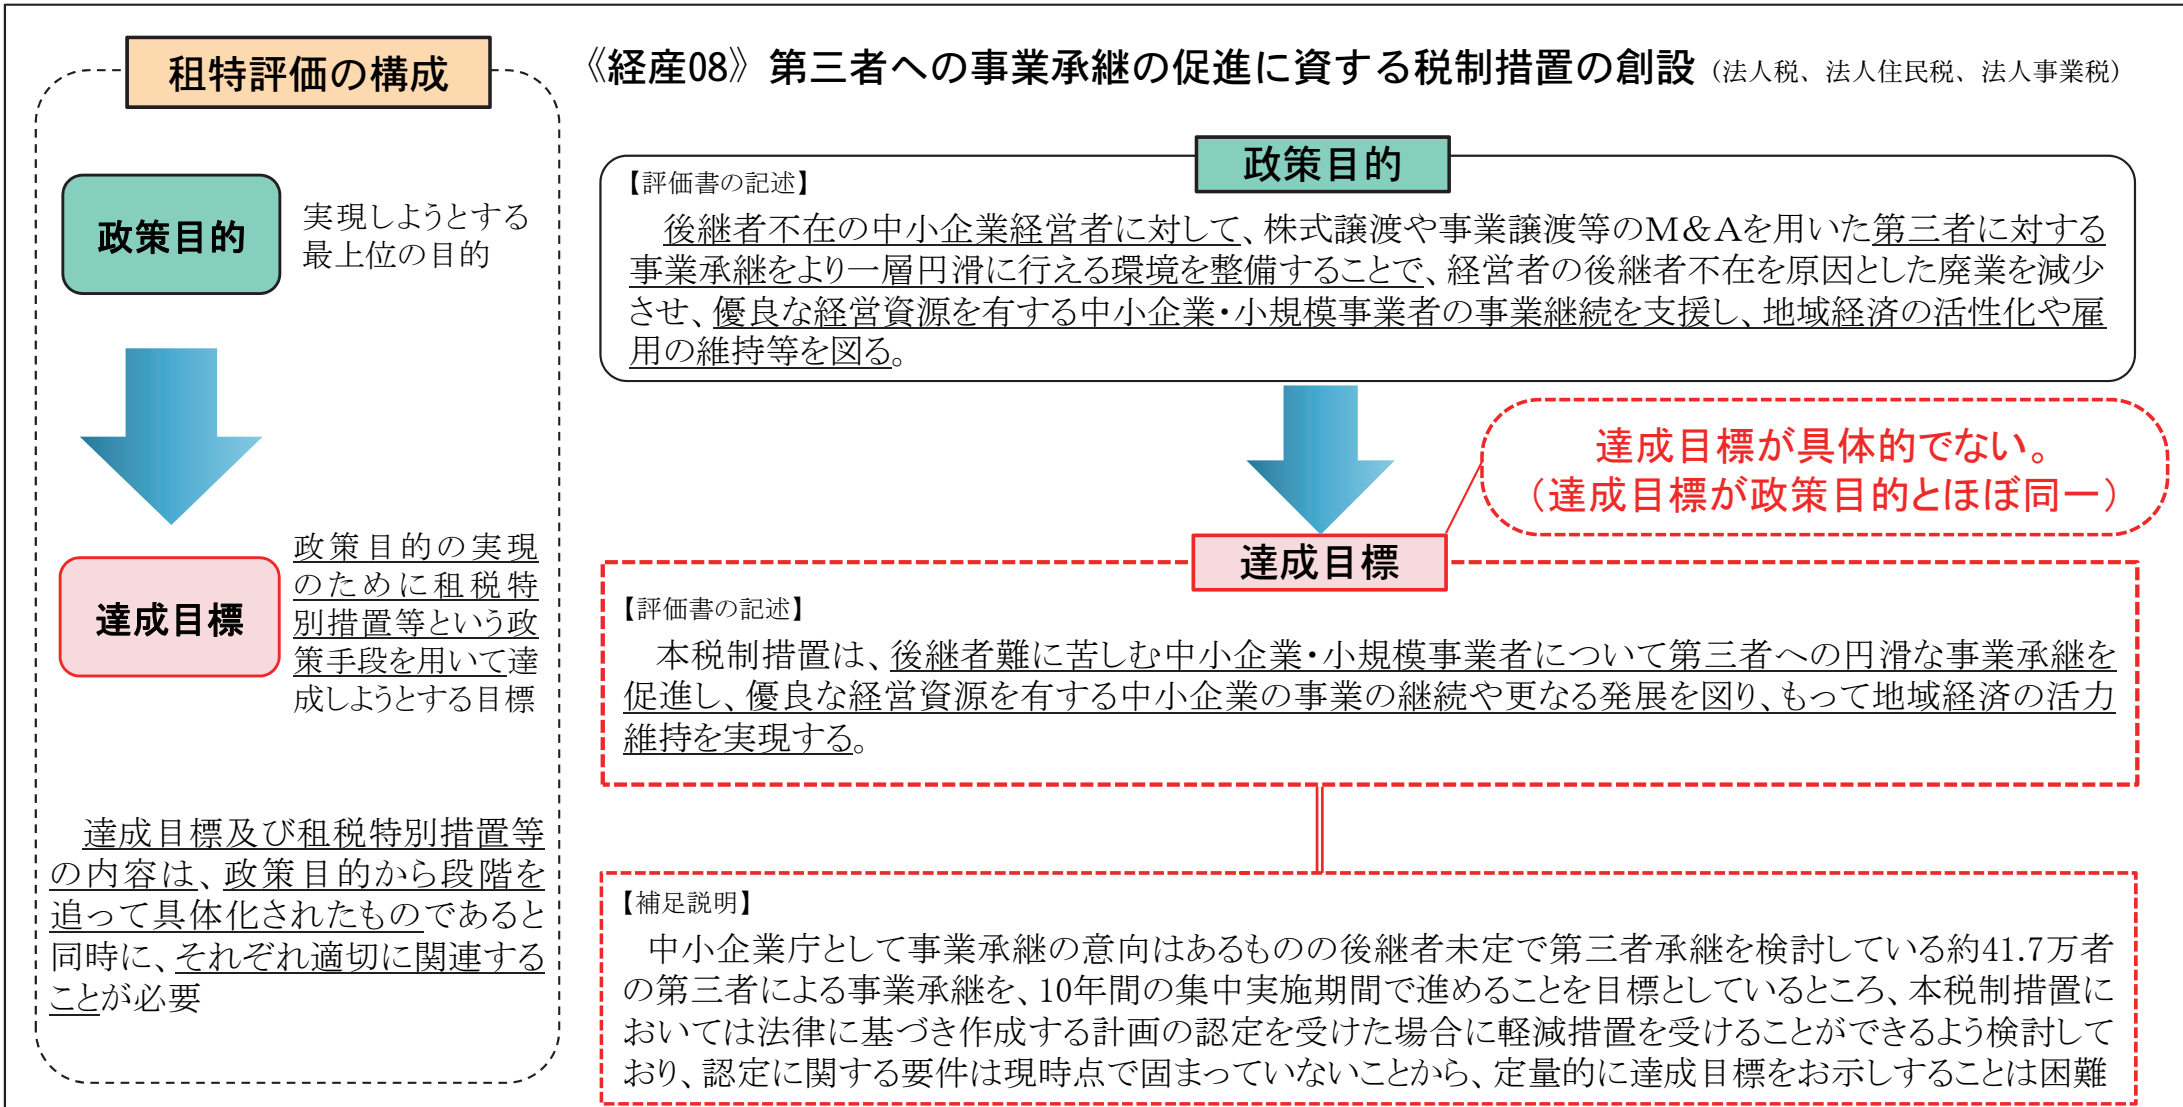 租特評価の構成
政策目的
実現しようとする
最上位の目的
達成目標
政策目的の実現
のために租税特
別措置等という政
策手段を用いて達
成しようとする目標
達成目標及び租税特別措置等
の内容は、政策目的から段階を
追って具体化されたものであると
同時に、それぞれ適切に関連する
ことが必要
《経産08》第三者への事業承継の促進に資する税制措置の創設（法人税、法人住民税、法人事業税）
政策目的
【評価書の記述】
後継者不在の中小企業経営者に対して、株式譲渡や事業譲渡等のM＆Aを用いた第三者に対する
事業承継をより一層円滑に行える環境を整備することで、経営者の後継者不在を原因とした廃業を減少
させ、優良な経営資源を有する中小企業・小規模事業者の事業継続を支援し、地域経済の活性化や雇
用の維持等を図る。
達成目標が具体的でない。
（達成目標が政策目的とほぼ同一）
達成目標
【評価書の記述】
本税制措置は、後継者難に苦しむ中小企業・小規模事業者について第三者への円滑な事業承継を
促進し、優良な経営資源を有する中小企業の事業の継続や更なる発展を図り、もって地域経済の活力
維持を実現する。
【補足説明】
中小企業庁として事業承継の意向はあるものの後継者未定で第三者承継を検討している約41.7万者
の第三者による事業承継を、10年間の集中実施期間で進めることを目標としているところ、本税制措置に
おいては法律に基づき作成する計画の認定を受けた場合に軽減措置を受けることができるよう検討して
おり、認定に関する要件は現時点で固まっていないことから、定量的に達成目標をお示しすることは困難